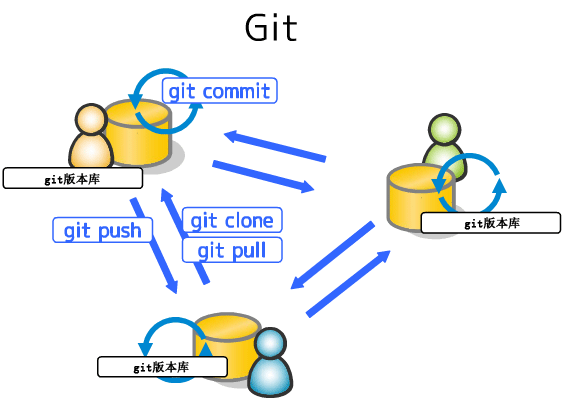 Git
git commit
git版本库
git版本库
git push
git clone
git pull
git版本库